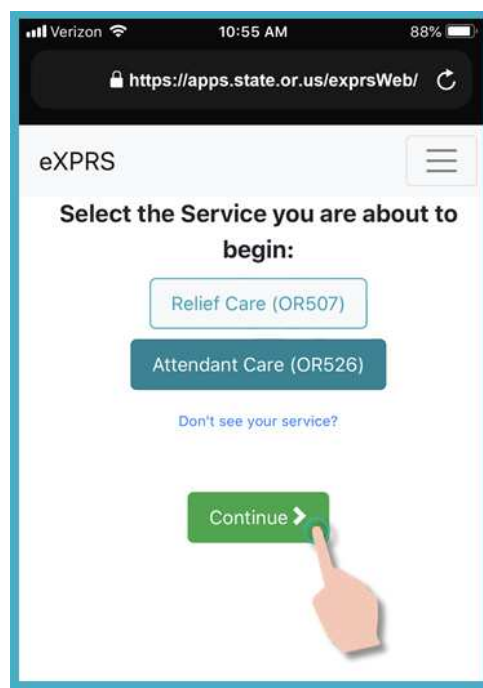 Verizon 10:55 AM 88%
https://apps.state.or.us/exprsWeb/
eXPRS
Select the Service you are about to
begin:
Relief Care (OR507)
Attendant Care (OR526)
Don't see your service?
Continue